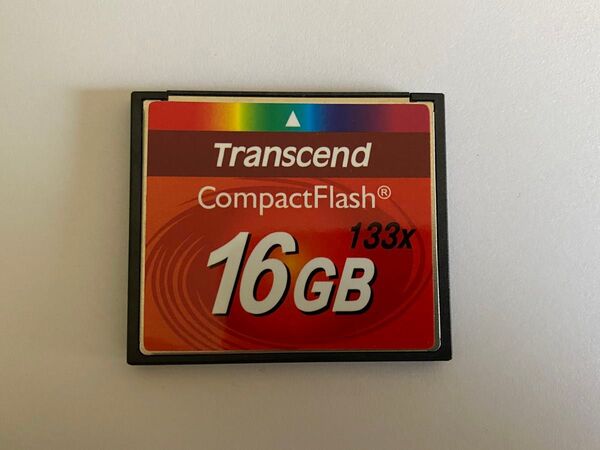 Transcend
CompactFlash®
133x
16GB